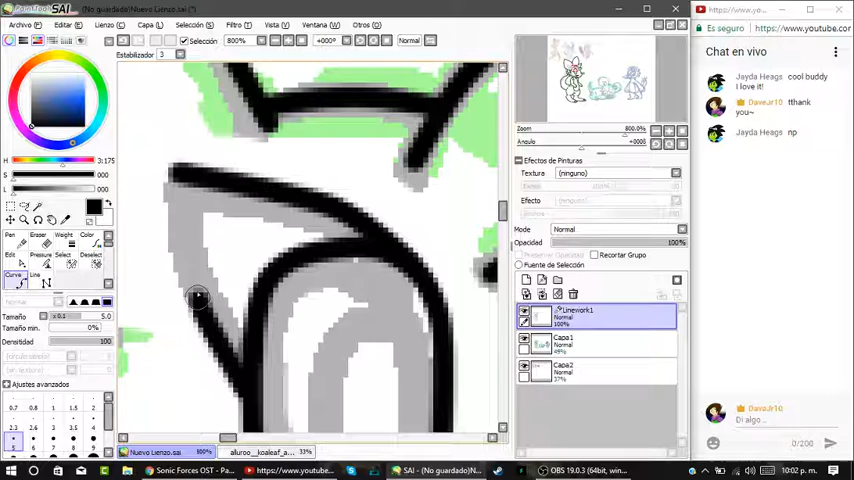 PaintTool SAI (No guardado)Nuevo Lienzo.sai (*)
Archivo (F) Editar (E) Lienzo (C) Capa (L) Selección (S) Filtro (T) Vista (V) Ventana (W) Otros (O)
Selección 800% +000° Normal
Estabilizador 3
H 3:175
S 000
L 000
Pen Eraser Weight Color
Edit Pressure Select Deselect
Curve Line
Normal
Tamaño x 0.1 5.0
Tamaño min. 0%
Densitidad 100
Ajustes avanzados
0.7 0.8 1 1.5 2
2.3 2.6 3 3.5 4
5 6 7 8 9
Nuevo Lienzo.sai 800% alluroo__koaleaf_a... 33%
Zoom 800.0%
Angulo +000°
Efectos de Pinturas
Textura (ninguno)
Efecto (ninguno)
Modo Normal
Opacidad 100%
Recortar Grupo
Fuente de Selección
Linework1
Normal
100%
Capa1
Normal
49%
Capa2
Normal
37%
https://www.youtube.com
Es seguro https://www.youtube.co
Chat en vivo
Jayda Heags cool buddy
I love it!
DaveJr10 tthank
you~
Jayda Heags np
DaveJr10
Di algo...
0/200
Sonic Forces OST - Pa... https://www.youtube... SAI - (No guardado)N... OBS 19.0.3 (64bit, win... 10:02 p. m.